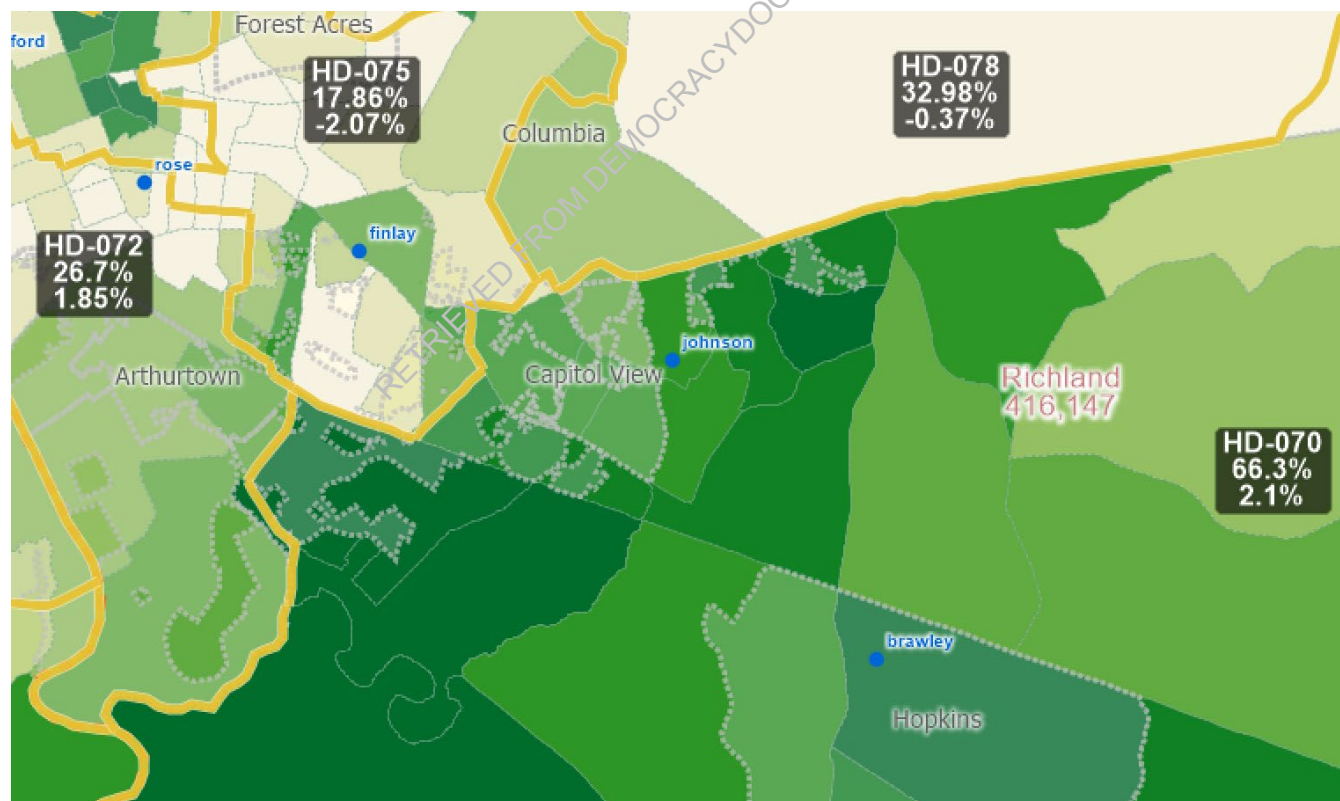 Forest Acres
ford
HD-075
17.86%
-2.07%
HD-078
32.98%
-0.37%
Columbia
rose
finlay
HD-072
26.7%
1.85%
johnson
Capitol View
Arthurtown
Richland
416,147
HD-070
66.3%
2.1%
brawley
Hopkins
RETRIEVED FROM DEMOCRACYDOC